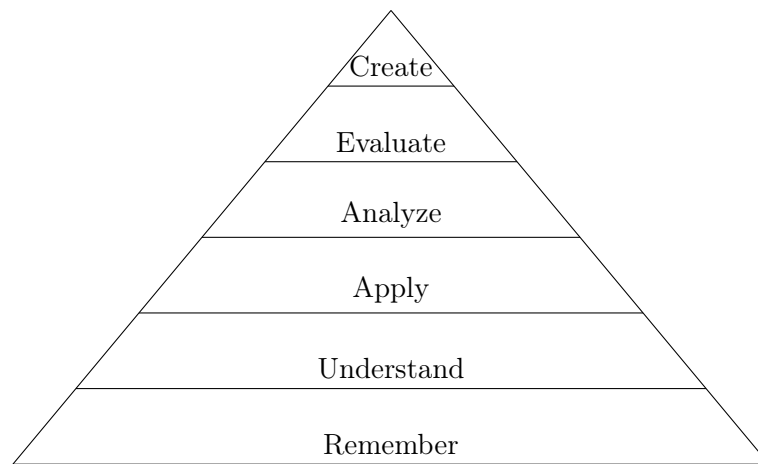 Create
Evaluate
Analyze
Apply
Understand
Remember